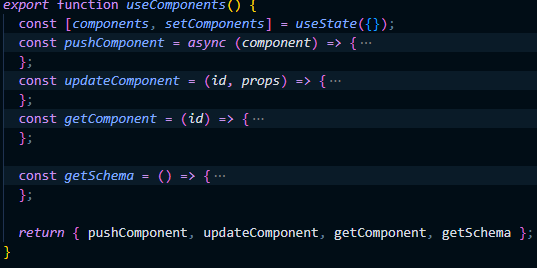 export function useComponents() {
const [components, setComponents] = useState({});
const pushComponent = async (component) => {···
};
const updateComponent = (id, props) => {···
};
const getComponent = (id) => {···
};
const getSchema = () => {···
};
return { pushComponent, updateComponent, getComponent, getSchema };
}